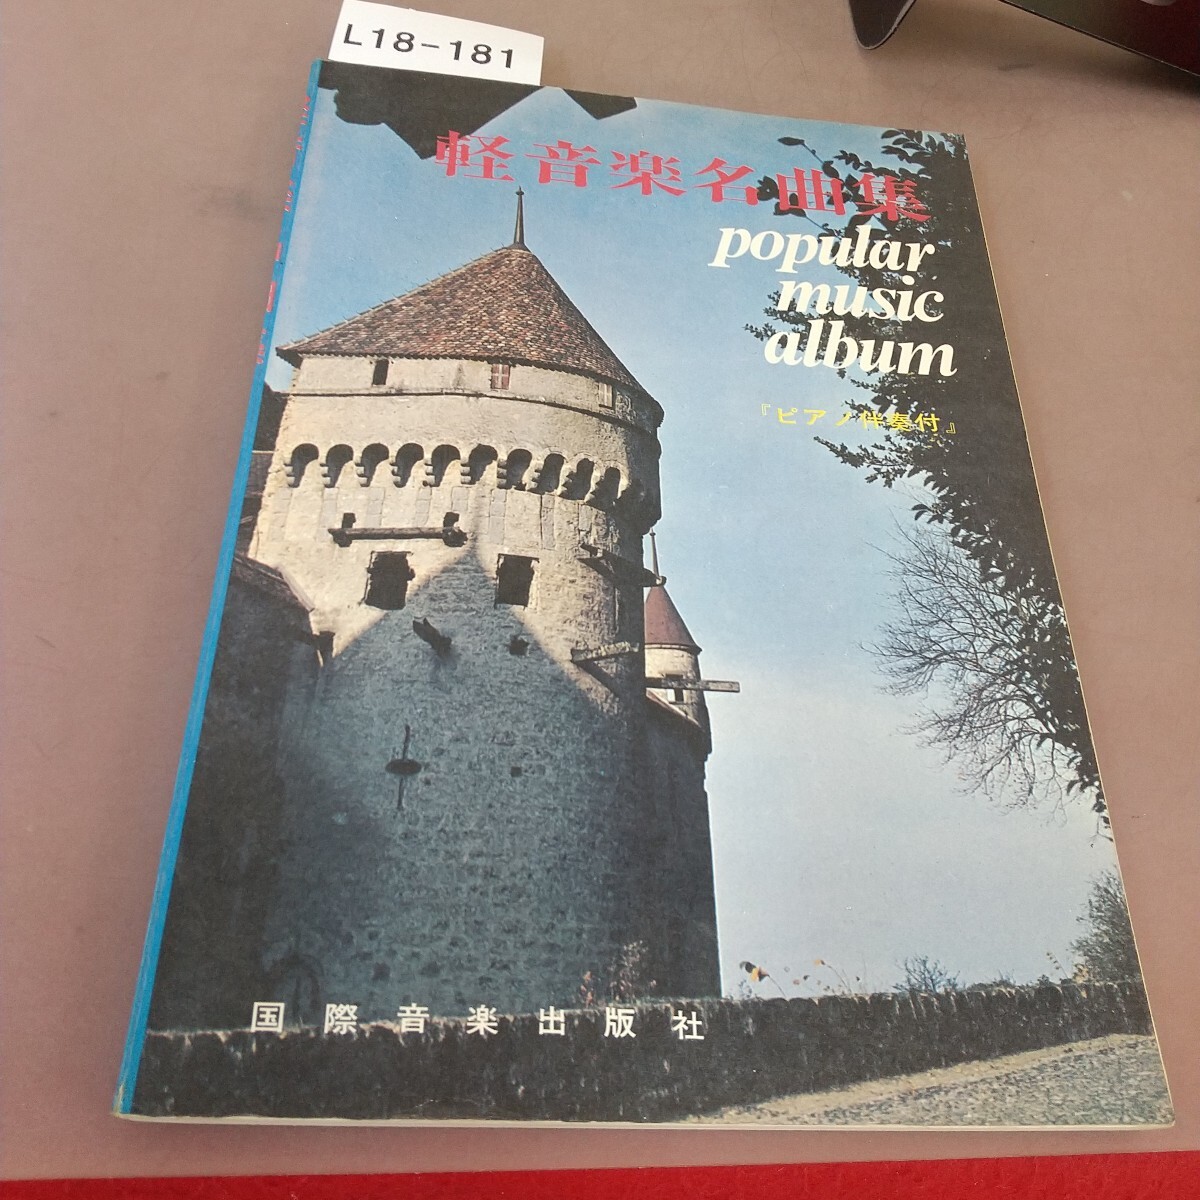 L18-181
軽音楽名曲集
popular
music
album
『ピアノ伴奏付』
国際音楽出版社